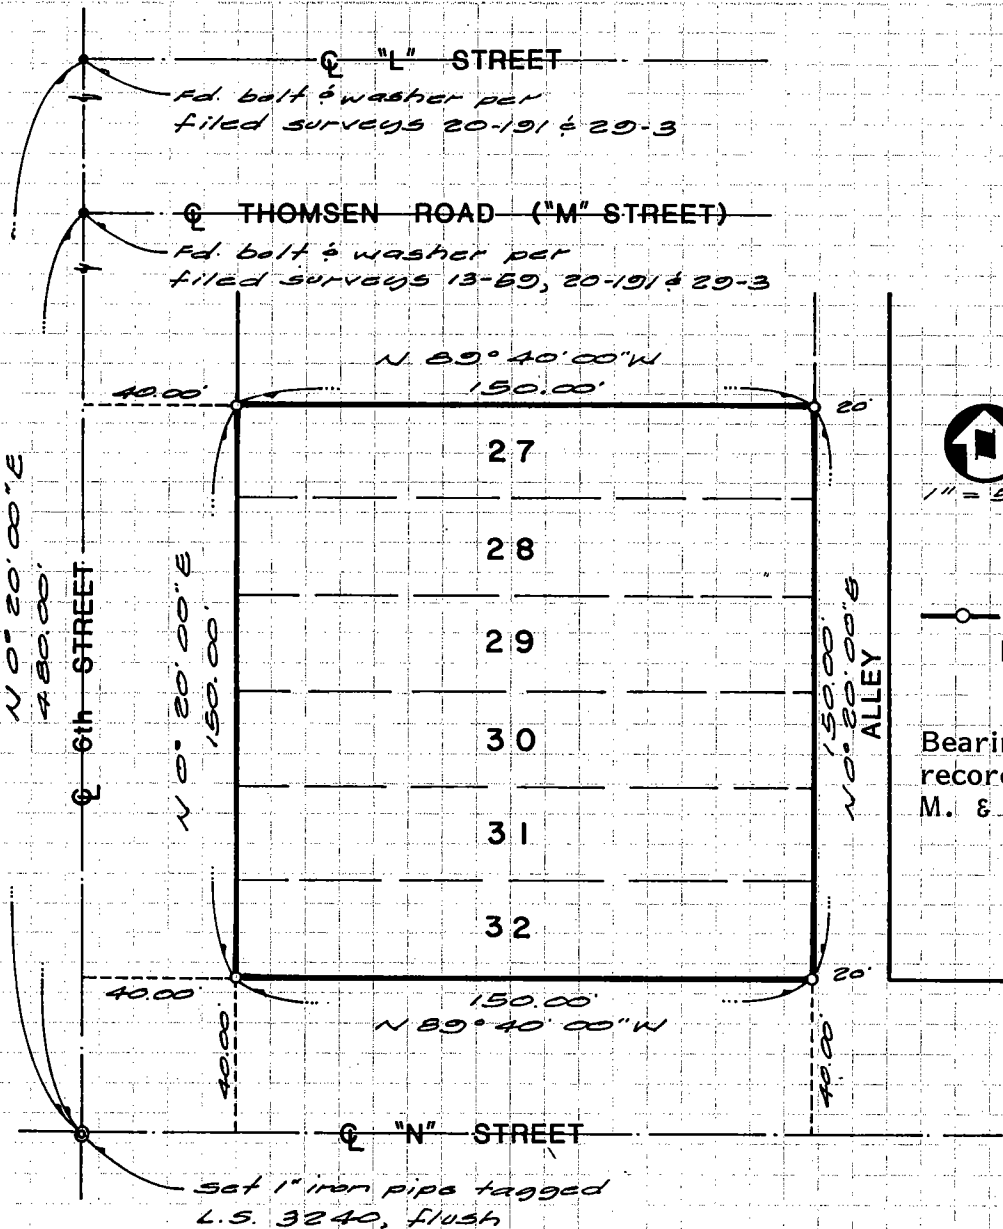 ℄ "L" STREET
Fd. bolt & washer per
filed surveys 20-191 & 29-3
℄ THOMSEN ROAD ("M" STREET)
Fd. bolt & washer per
filed surveys 13-69, 20-191 & 29-3
N 89° 40' 00" W
40.00'
150.00'
20'
27
1" = 5
28
29
30
31
32
N 0° 20' 00" E
480.00'
℄ 6th STREET
N 0° 20' 00" E
150.00'
150.00'
N 0° 20' 00" E
ALLEY
Bearin
recor
M. &
40.00'
150.00'
20'
N 89° 40' 00" W
40.00'
40.00'
℄ "N" STREET
Set 1" iron pipe tagged
L.S. 3240, flush